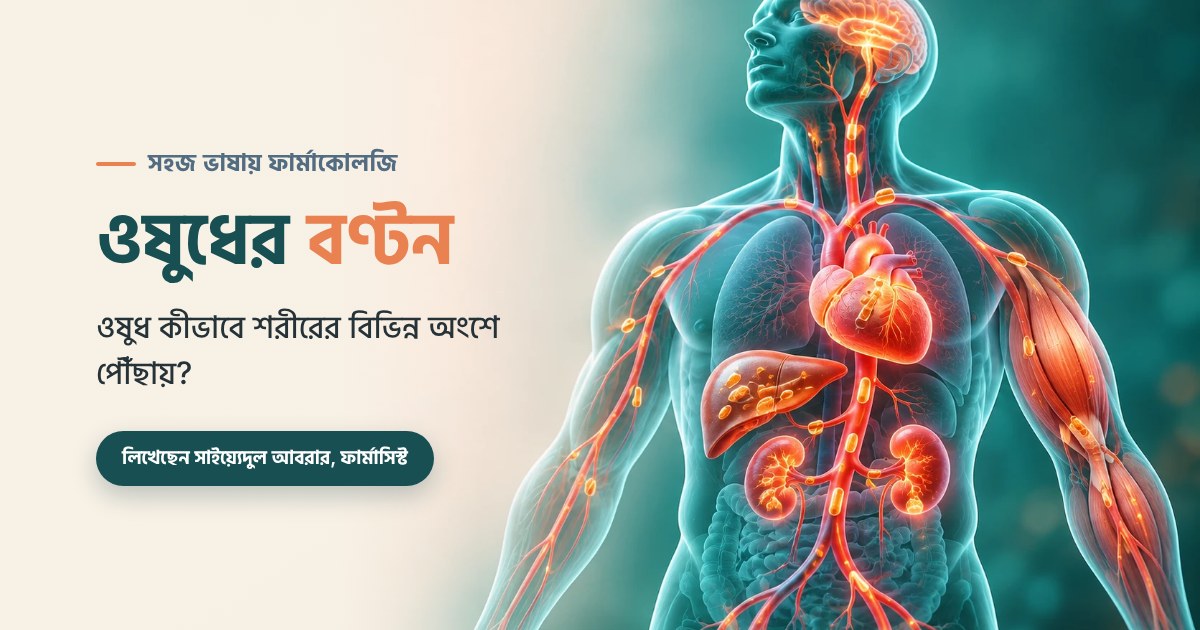 সহজ ভাষায় ফার্মাকোলজি
ওষুধের বণ্টন
ওষুধ কীভাবে শরীরের বিভিন্ন অংশে
পৌঁছায়?
লিখেছেন সাইয়্যেদুল আবরার, ফার্মাসিস্ট